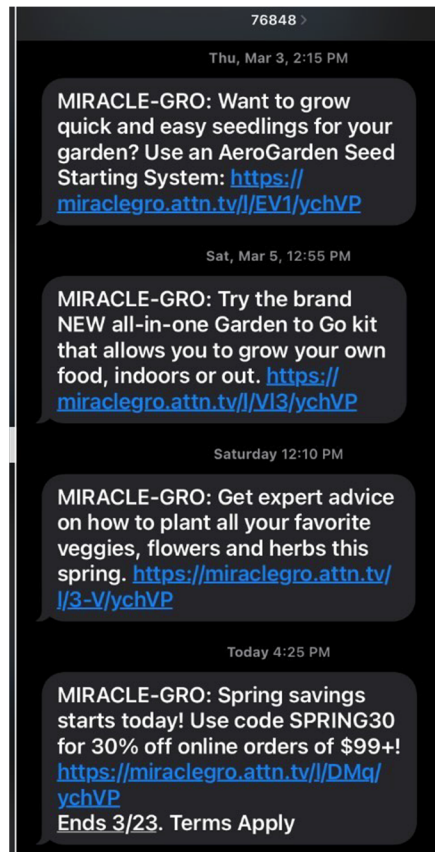 76848 >
Thu, Mar 3, 2:15 PM
MIRACLE-GRO: Want to grow
quick and easy seedlings for your
garden? Use an AeroGarden Seed
Starting System: https://
miraclegro.attn.tv/l/EV1/ychVP
Sat, Mar 5, 12:55 PM
MIRACLE-GRO: Try the brand
NEW all-in-one Garden to Go kit
that allows you to grow your own
food, indoors or out. https://
miraclegro.attn.tv/l/Vl3/ychVP
Saturday 12:10 PM
MIRACLE-GRO: Get expert advice
on how to plant all your favorite
veggies, flowers and herbs this
spring. https://miraclegro.attn.tv/
l/3-V/ychVP
Today 4:25 PM
MIRACLE-GRO: Spring savings
starts today! Use code SPRING30
for 30% off online orders of $99+!
https://miraclegro.attn.tv/l/DMq/
ychVP
Ends 3/23. Terms Apply